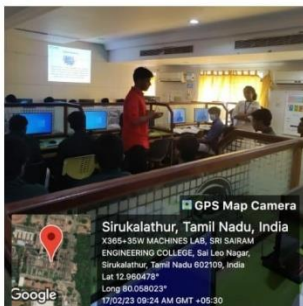 GPS Map Camera
Sirukalathur, Tamil Nadu, India
X365+35W MACHINES LAB, SRI SAIRAM
ENGINEERING COLLEGE, Sai Leo Nagar,
Sirukalathur, Tamil Nadu 602109, India
Lat 12.960478°
Long 80.058023°
17/02/23 09:24 AM GMT +05:30
Google